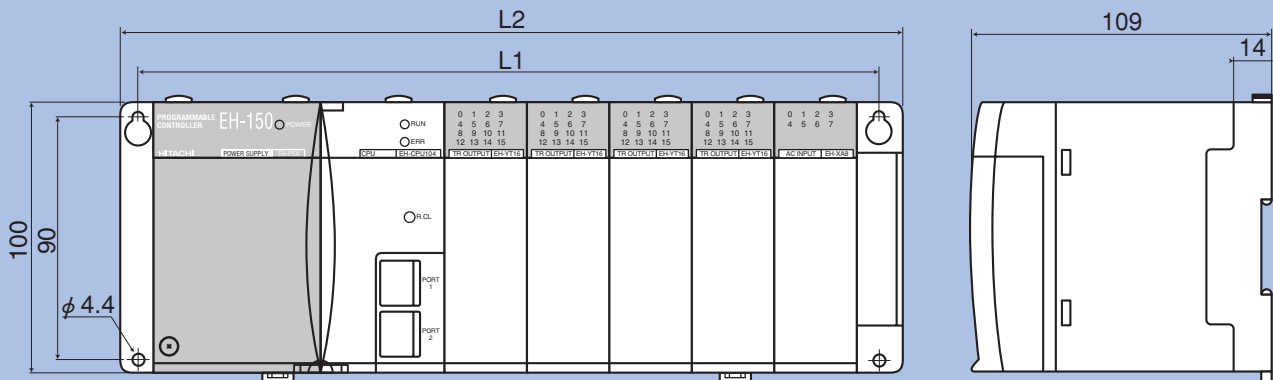 L2
L1
109
14
100
90
φ 4.4
PROGRAMMABLE
CONTROLLER
EH-150
POWER
HITACHI
POWER SUPPLY
RUN
ERR
CPU EH-CPU104
R.CL
PORT
1
PORT
2
0 1 2 3
4 5 6 7
8 9 10 11
12 13 14 15
TR OUTPUT EH-YT16
0 1 2 3
4 5 6 7
8 9 10 11
12 13 14 15
TR OUTPUT EH-YT16
0 1 2 3
4 5 6 7
8 9 10 11
12 13 14 15
TR OUTPUT EH-YT16
0 1 2 3
4 5 6 7
8 9 10 11
12 13 14 15
TR OUTPUT EH-YT16
0 1 2 3
4 5 6 7
AC INPUT EH-XA8